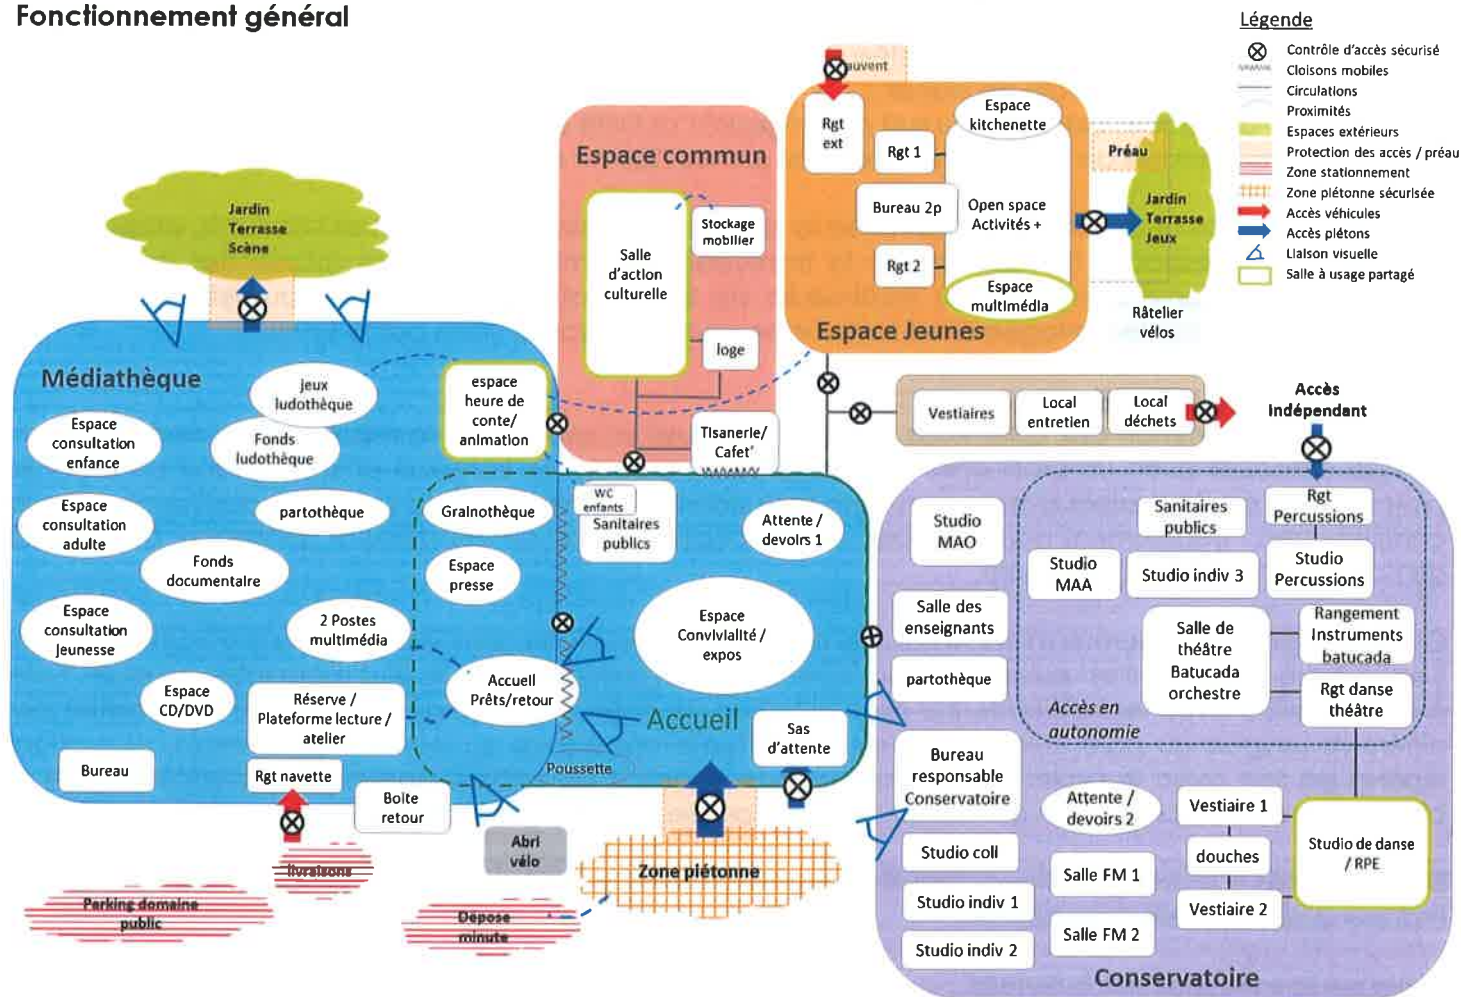 Fonctionnement général
Légende
Contrôle d'accès sécurisé
Cloisons mobiles
Circulations
Proximités
Espaces extérieurs
Protection des accès / préau
Zone stationnement
Zone piétonne sécurisée
Accès véhicules
Accès piétons
Liaison visuelle
Salle à usage partagé
auvent
Rgt
ext
Espace
kitchenette
Rgt 1
Bureau 2p
Open space
Activités +
Rgt 2
Espace
multimédia
Espace Jeunes
Préau
Jardin
Terrasse
Jeux
Râtelier
vélos
Espace commun
Salle
d'action
culturelle
Stockage
mobilier
loge
Tisanerie/
Cafet'
Jardin
Terrasse
Scène
Médiathèque
jeux
ludothèque
Fonds
ludothèque
Espace
consultation
enfance
espace
heure de
conte/
animation
Espace
consultation
adulte
partothèque
Fonds
documentaire
Espace
consultation
Jeunesse
2 Postes
multimédia
Espace
CD/DVD
Réserve /
Plateforme lecture /
atelier
Bureau
Rgt navette
Boîte
retour
Grainothèque
Espace
presse
Accueil
Prêts/retour
WC
enfants
Sanitaires
publics
Attente /
devoirs 1
Espace
Convivialité /
expos
Accueil
Sas
d'attente
Poussette
Abri
vélo
livraisons
Parking domaine
public
Dépose
minute
Zone piétonne
Vestiaires
Local
entretien
Local
déchets
Accès
indépendant
Studio
MAO
Salle des
enseignants
partothèque
Bureau
responsable
Conservatoire
Studio coll
Studio indiv 1
Studio indiv 2
Sanitaires
publics
Rgt
Percussions
Studio
MAA
Studio indiv 3
Studio
Percussions
Salle de
théâtre
Batucada
orchestre
Rangement
Instruments
batucada
Rgt danse
théâtre
Accès en
autonomie
Attente /
devoirs 2
Salle FM 1
Salle FM 2
Vestiaire 1
douches
Vestiaire 2
Studio de danse
/ RPE
Conservatoire